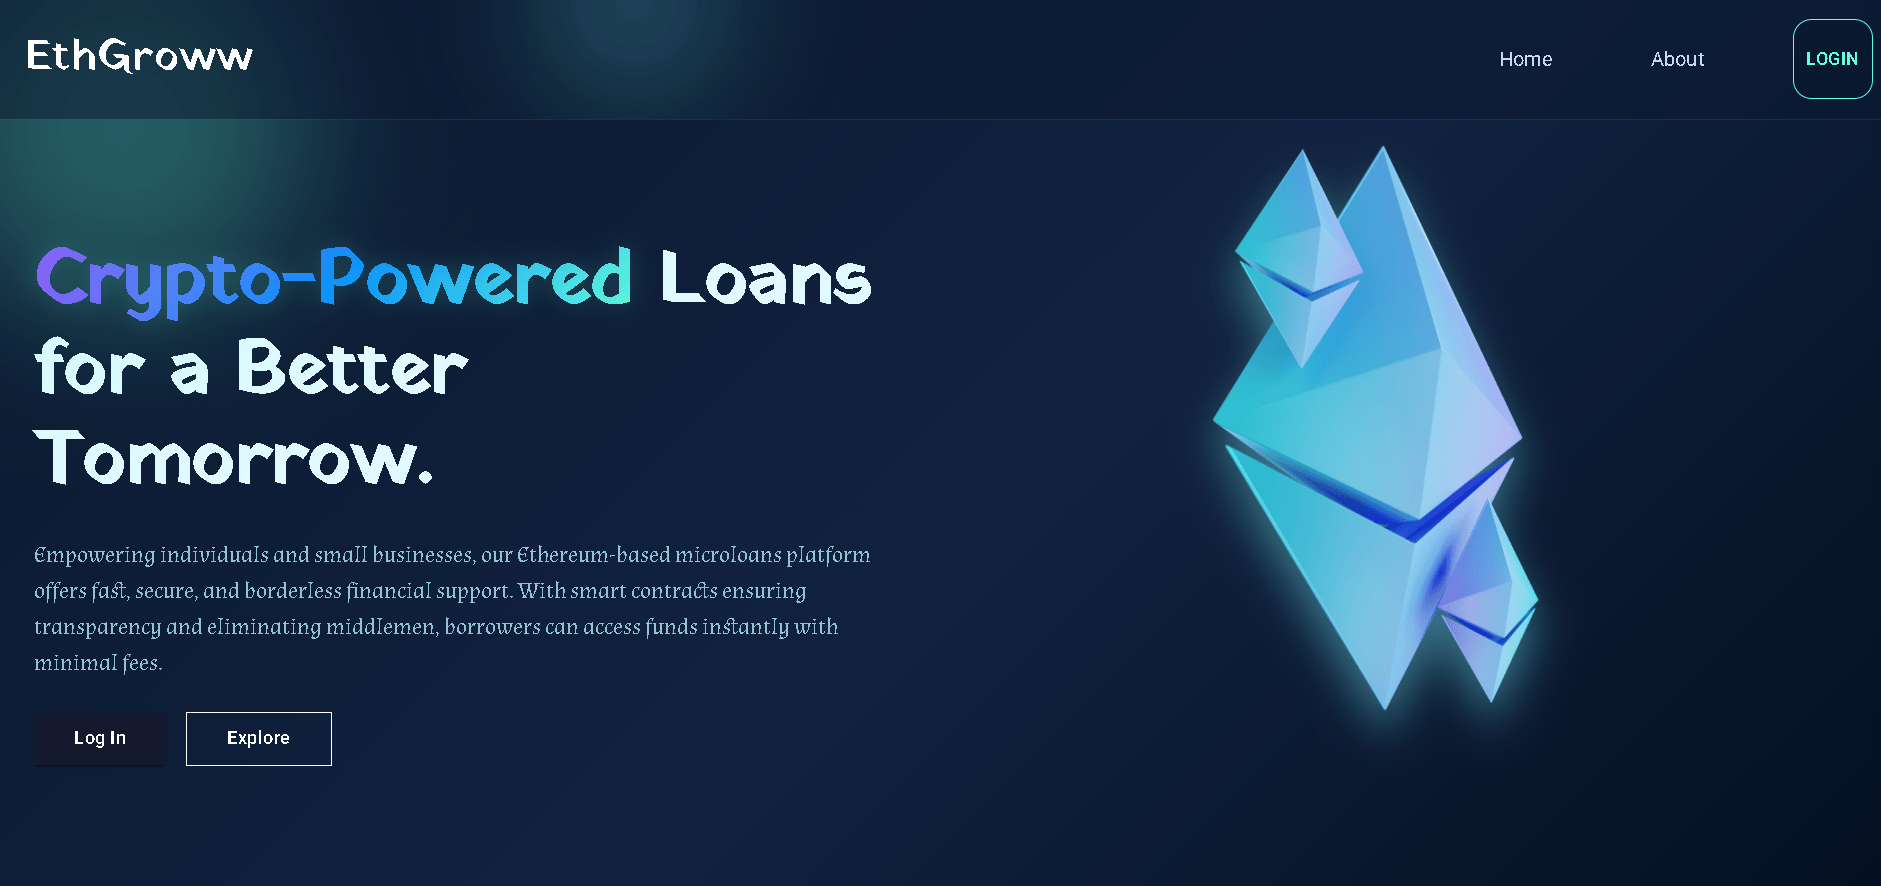 EthGroww
Home
About
LOGIN
Crypto-Powered Loans
for a Better
Tomorrow.
Empowering individuals and small businesses, our Ethereum-based microloans platform
offers fast, secure, and borderless financial support. With smart contracts ensuring
transparency and eliminating middlemen, borrowers can access funds instantly with
minimal fees.
Log In
Explore